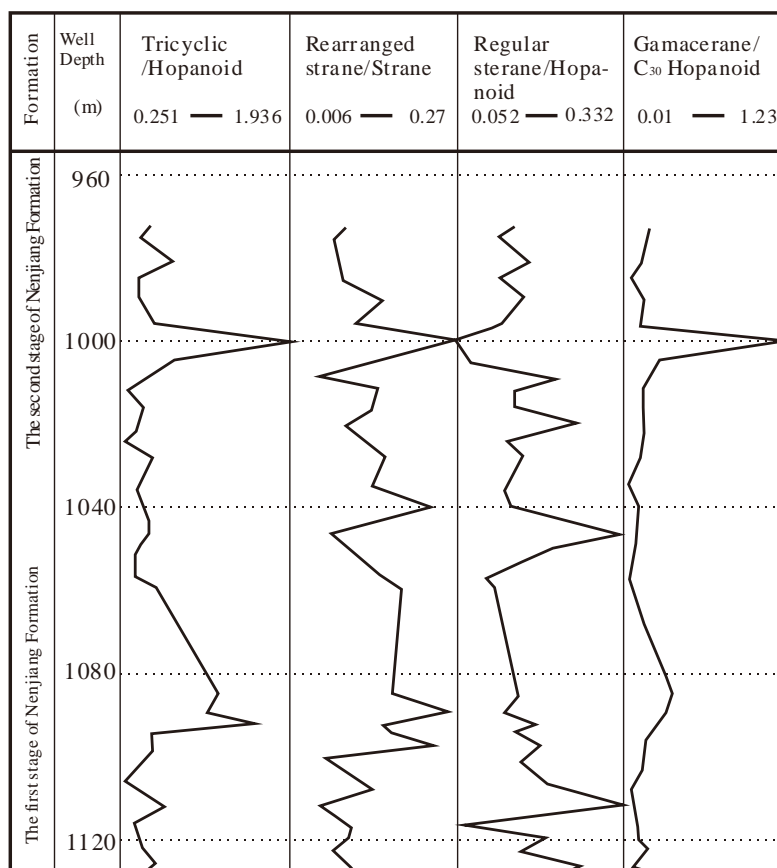 Formation
Well
Depth
(m)
Tricyclic
/Hopanoid
0.251 — 1.936
Rearranged
strane/Strane
0.006 — 0.27
Regular
sterane/Hopa-
noid
0.052 — 0.332
Gamacerane/
C₃₀ Hopanoid
0.01 — 1.23
The second stage of Nenjiang Formation
The first stage of Nenjiang Formation
960
1000
1040
1080
1120